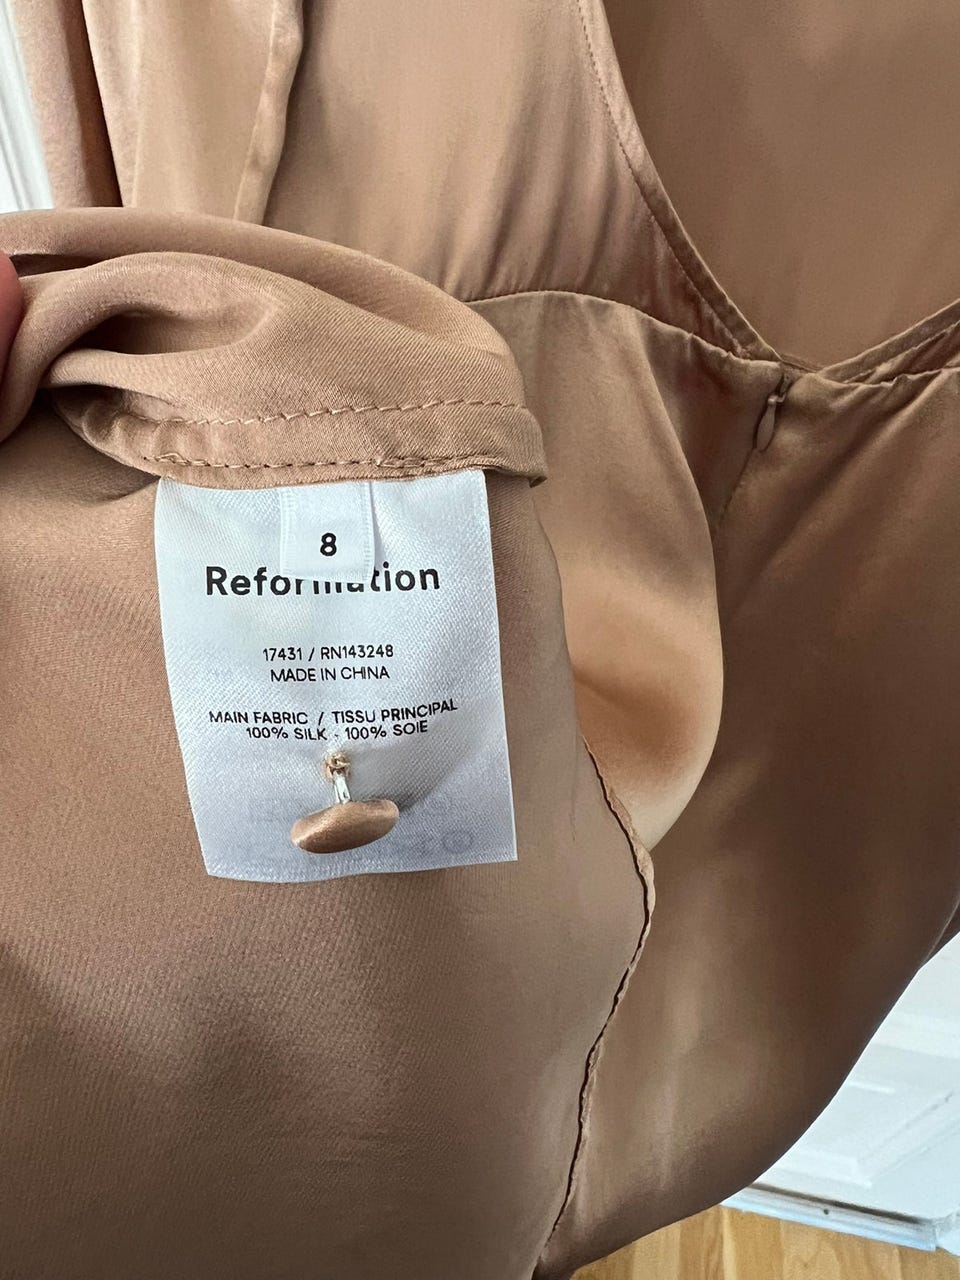 8
Reformation
17431 / RN143248
MADE IN CHINA
MAIN FABRIC / TISSU PRINCIPAL
100% SILK - 100% SOIE